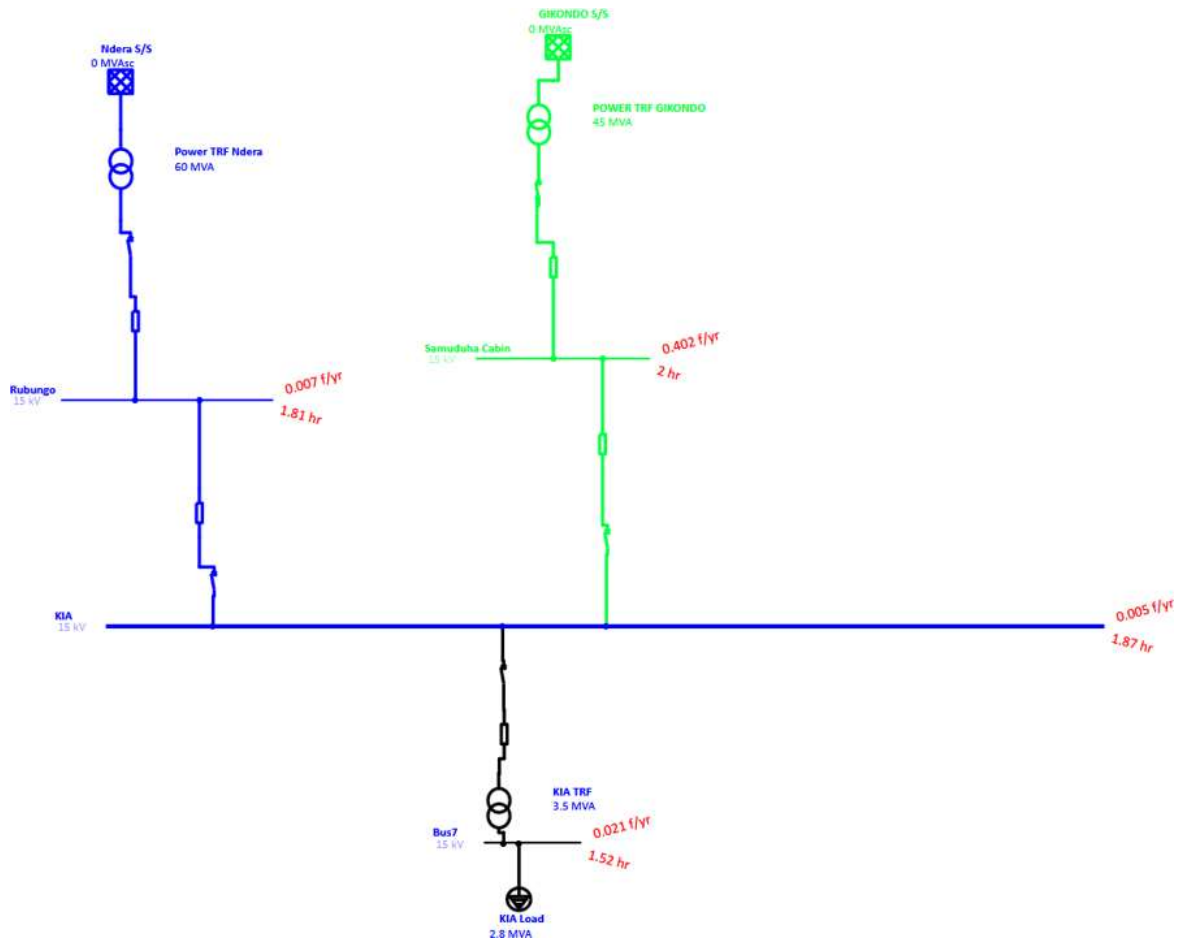 GIKONDO S/S
0 MVAsc
Ndera S/S
0 MVAsc
POWER TRF GIKONDO
45 MVA
Power TRF Ndera
60 MVA
Samuduha Cabin
15 kV
0.402 f/yr
2 hr
Rubungo
15 kV
0.007 f/yr
1.81 hr
KIA
15 kV
0.005 f/yr
1.87 hr
KIA TRF
3.5 MVA
Bus7
15 kV
0.021 f/yr
1.52 hr
KIA Load
2.8 MVA